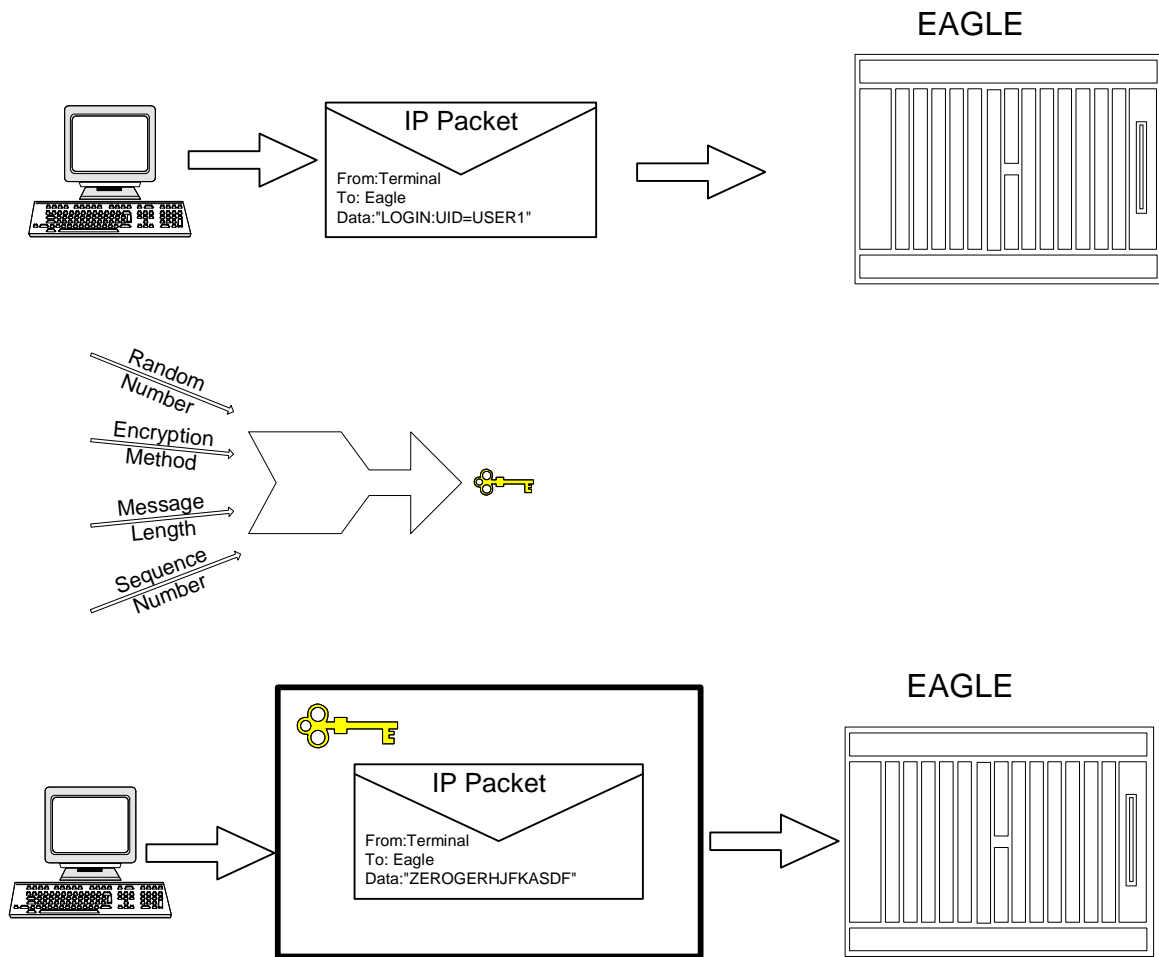 EAGLE
IP Packet
From:Terminal
To: Eagle
Data:"LOGIN:UID=USER1"
Random
Number
Encryption
Method
Message
Length
Sequence
Number
EAGLE
IP Packet
From:Terminal
To: Eagle
Data:"ZEROGERHJFKASDF"